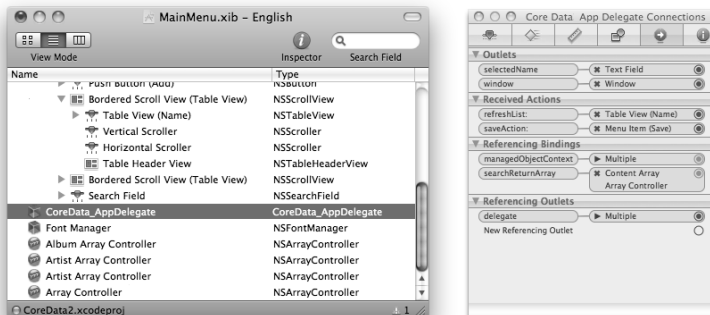 MainMenu.xib – English
View Mode
Inspector
Search Field
Name Type
Push Button (Add) NSButton
Bordered Scroll View (Table View) NSScrollView
Table View (Name) NSTableView
Vertical Scroller NSScroller
Horizontal Scroller NSScroller
Table Header View NSTableHeaderView
Bordered Scroll View (Table View) NSScrollView
Search Field NSSearchField
CoreData_AppDelegate CoreData_AppDelegate
Font Manager NSFontManager
Album Array Controller NSArrayController
Artist Array Controller NSArrayController
Artist Array Controller NSArrayController
Array Controller NSArrayController
CoreData2.xcodeproj 1
Core Data App Delegate Connections
Outlets
selectedName Text Field
window Window
Received Actions
refreshList: Table View (Name)
saveAction: Menu Item (Save)
Referencing Bindings
managedObjectContext Multiple
searchReturnArray Content Array
Array Controller
Referencing Outlets
delegate Multiple
New Referencing Outlet